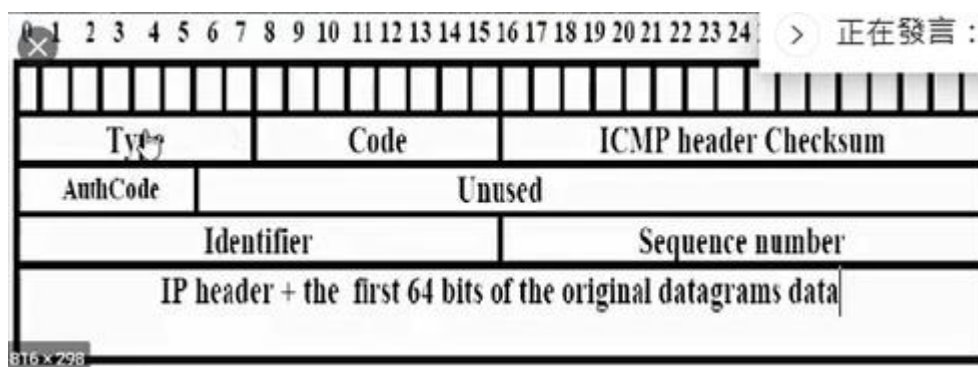 0 1 2 3 4 5 6 7 8 9 10 11 12 13 14 15 16 17 18 19 20 21 22 23 24
正在發言：
Type Code ICMP header Checksum
AuthCode Unused
Identifier Sequence number
IP header + the first 64 bits of the original datagrams data
816 × 298